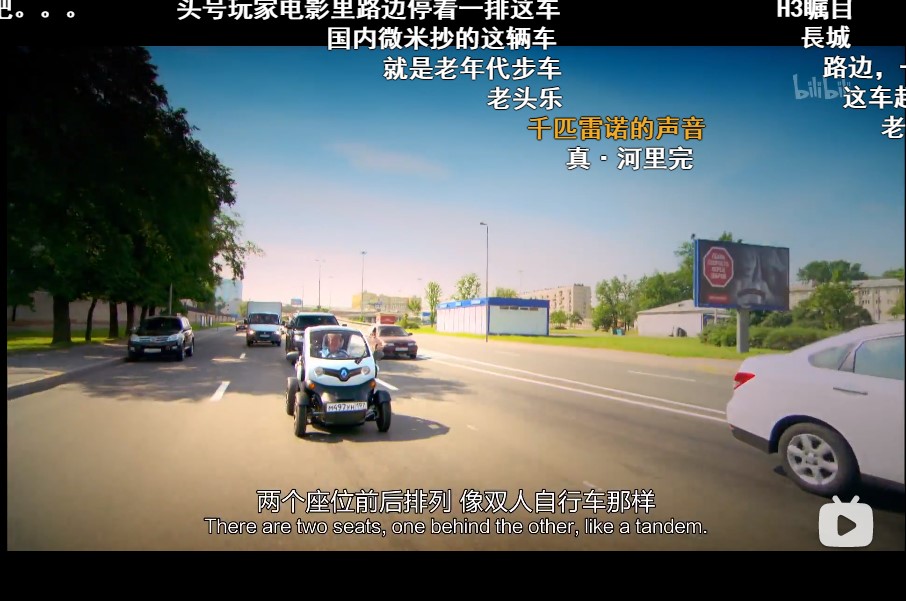 吧。。。
头号玩家电影里路边停着一排这车
H3瞩目
国内微米抄的这辆车
長城
就是老年代步车
路边，
bilibili
老头乐
这车起
千匹雷诺的声音
老
真·河里完
两个座位前后排列 像双人自行车那样
There are two seats, one behind the other, like a tandem.